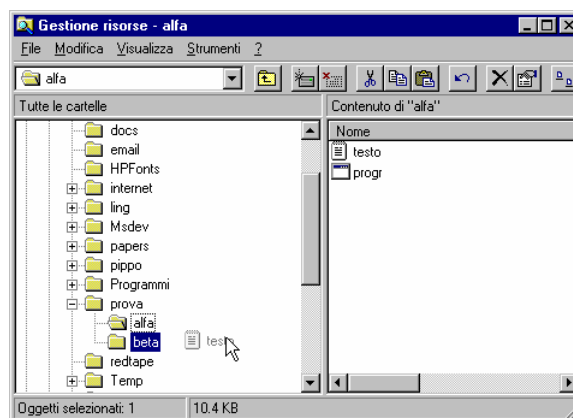 Gestione risorse - alfa
File Modifica Visualizza Strumenti ?
alfa
Tutte le cartelle
Contenuto di "alfa"
docs
email
HPFonts
internet
ling
Msdev
papers
pippo
Programmi
prova
alfa
beta
redtape
Temp
testo
Nome
testo
progr
Oggetti selezionati: 1
10.4 KB